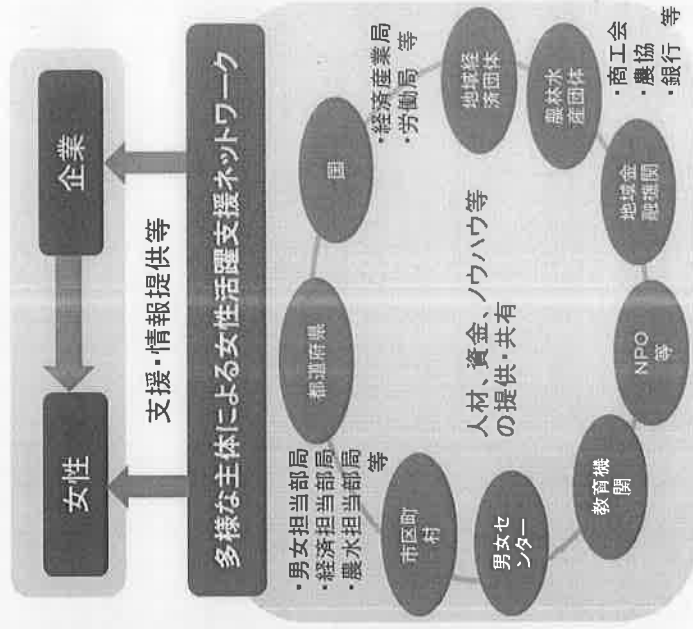 女性
企業
支援・情報提供等
多様な主体による女性活躍支援ネットワーク
・男女担当部局
・経済担当部局
・農水担当部局
等
都道府県
国
・経済産業局
・労働局 等
市区町
村
地域経
済団体
人材、資金、ノウハウ等
の提供・共有
男女セ
ンター
農林水
産団体
教育機
関
NPO
等
地域金
融機関
・商工会
・農協
・銀行 等